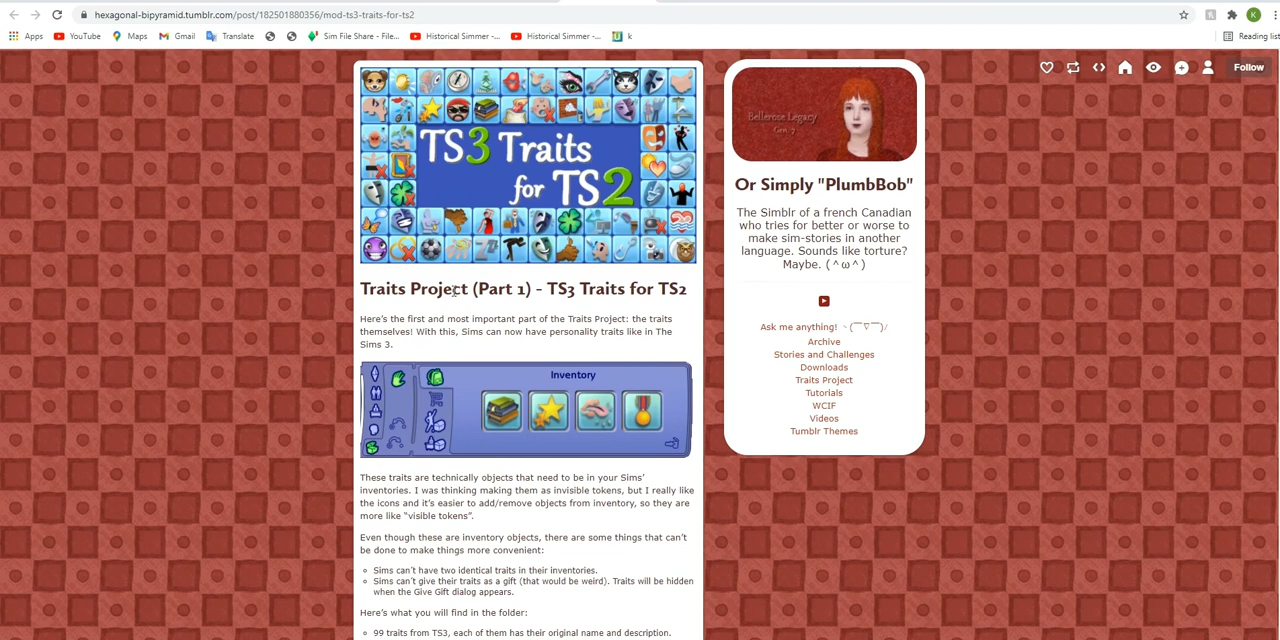 hexagonal-bipyramid.tumblr.com/post/182501880356/mod-ts3-traits-for-ts2
K
Apps
YouTube
Maps
Gmail
Translate
Sim File Share - File...
Historical Simmer -...
Historical Simmer -...
k
Reading list
Follow
TS3 Traits
for TS2
Traits Project (Part 1) - TS3 Traits for TS2
Here's the first and most important part of the Traits Project: the traits
themselves! With this, Sims can now have personality traits like in The
Sims 3.
Inventory
These traits are technically objects that need to be in your Sims'
inventories. I was thinking making them as invisible tokens, but I really like
the icons and it's easier to add/remove objects from inventory, so they are
more like "visible tokens".
Even though these are inventory objects, there are some things that can't
be done to make things more convenient:
Sims can't have two identical traits in their inventories.
Sims can't give their traits as a gift (that would be weird). Traits will be hidden
when the Give Gift dialog appears.
Here's what you will find in the folder:
99 traits from TS3, each of them has their original name and description.
Bellerose Legacy
Gen. 7
Or Simply "PlumbBob"
The Simblr of a french Canadian
who tries for better or worse to
make sim-stories in another
language. Sounds like torture?
Maybe. (^ω^)
Ask me anything! ヽ(￣▽￣)ﾉ
Archive
Stories and Challenges
Downloads
Traits Project
Tutorials
WCIF
Videos
Tumblr Themes